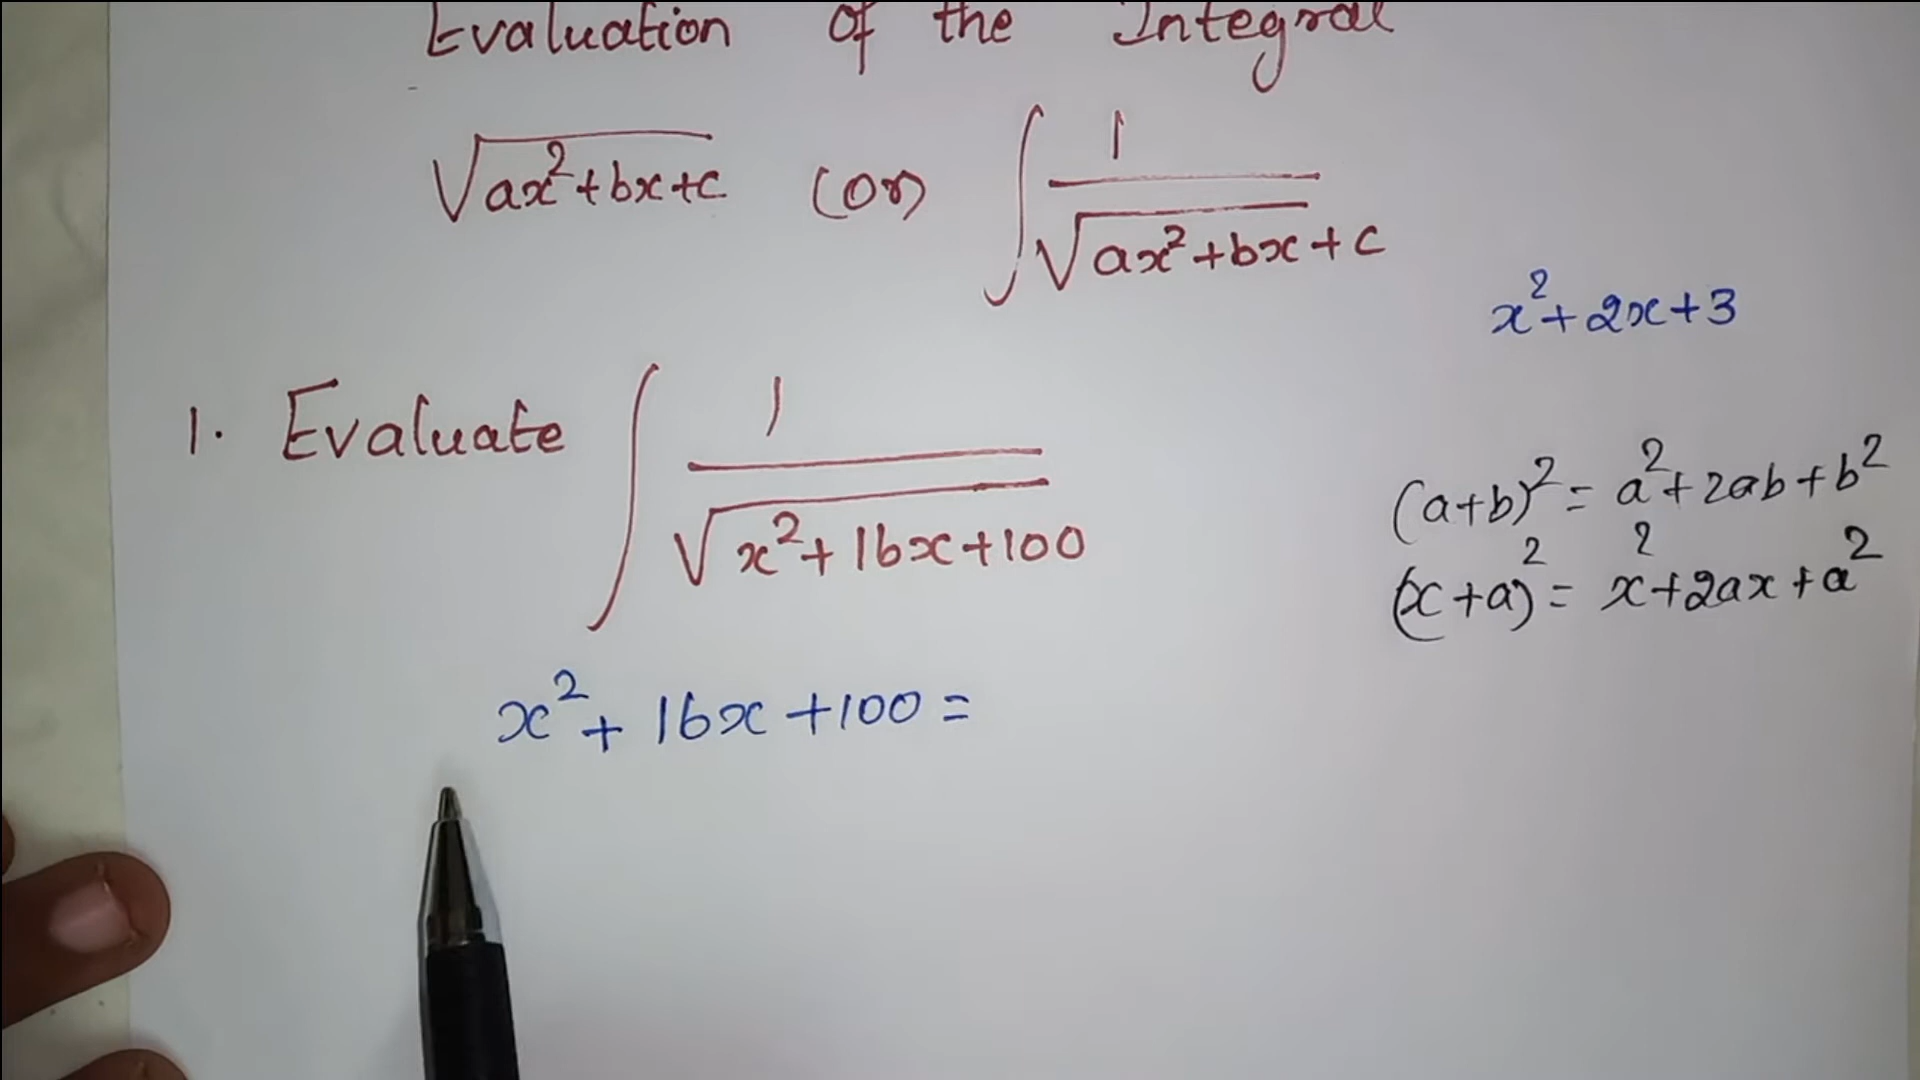 Evaluation of the Integral
√ax²+bx+c (or) ∫ 1
√ax²+bx+c
x²+2x+3
1. Evaluate ∫ 1
√x²+16x+100
(a+b)² = a²+2ab+b²
(x+a)² = x²+2ax+a²
x²+16x+100 =